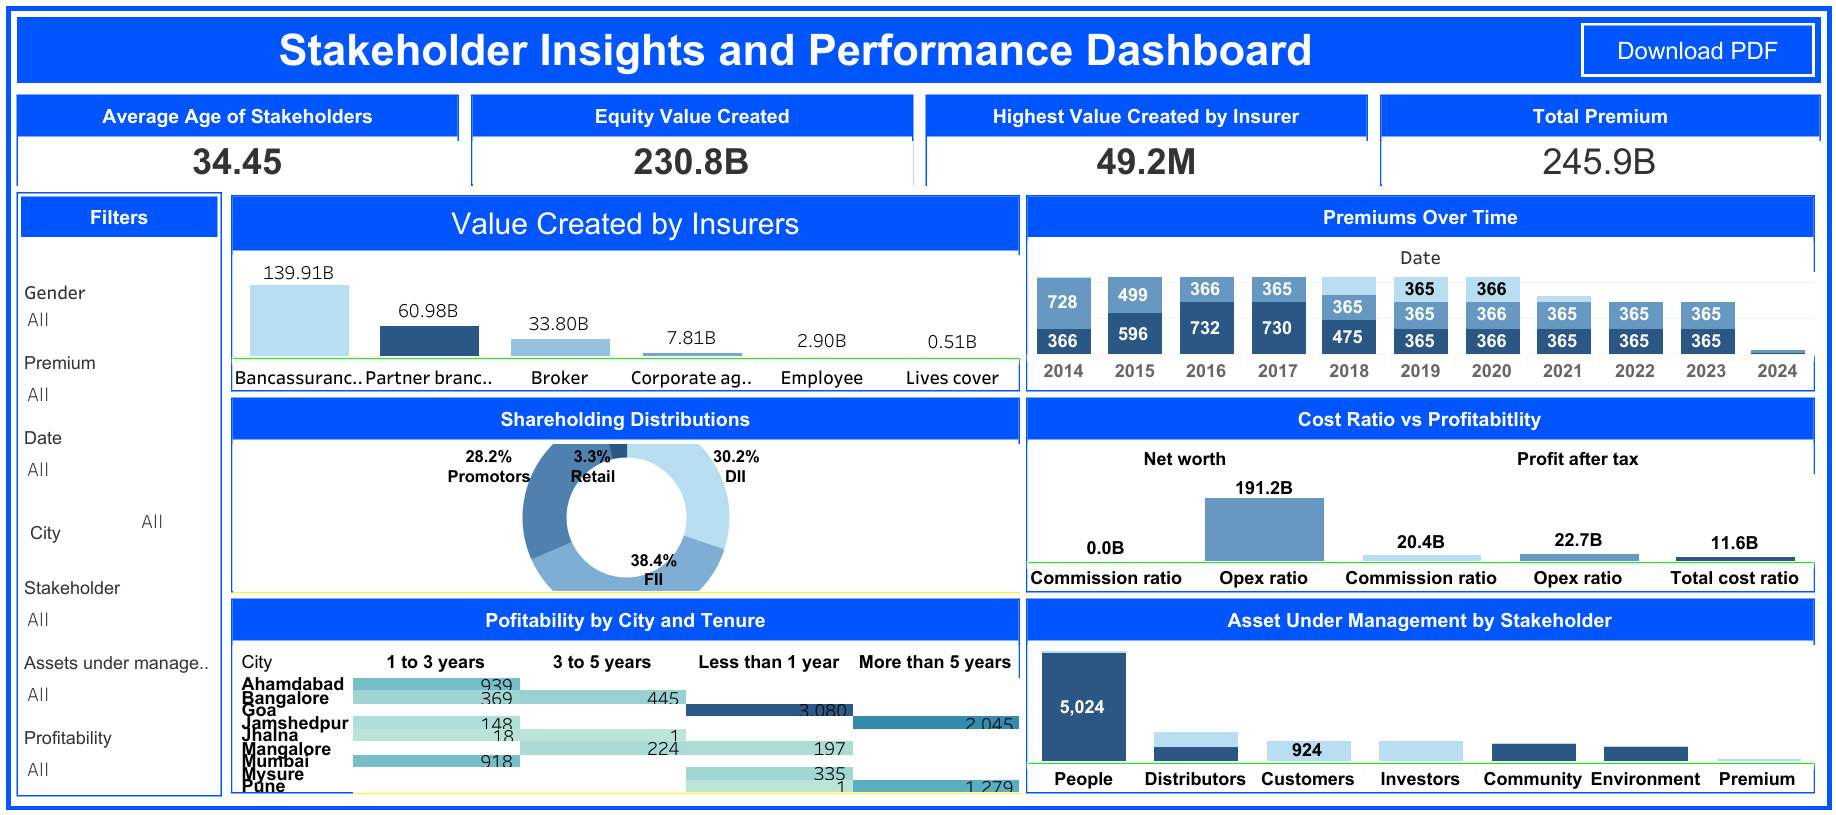 Stakeholder Insights and Performance Dashboard
Download PDF
Average Age of Stakeholders
34.45
Equity Value Created
230.8B
Highest Value Created by Insurer
49.2M
Total Premium
245.9B
Filters
Gender
All
Premium
All
Date
All
City
All
Stakeholder
All
Assets under manage..
All
Profitability
All
Value Created by Insurers
139.91B
60.98B
33.80B
7.81B
2.90B
0.51B
Bancassuranc.. Partner branc.. Broker Corporate ag.. Employee Lives cover
Premiums Over Time
Date
728 499 366 365 365 365 366 365 365 365
366 596 732 730 475 365 366 365 365 365
365 366
2014 2015 2016 2017 2018 2019 2020 2021 2022 2023 2024
Shareholding Distributions
28.2%
Promotors
3.3%
Retail
30.2%
DII
38.4%
FII
Cost Ratio vs Profitabitlity
Net worth Profit after tax
0.0B 191.2B 20.4B 22.7B 11.6B
Commission ratio Opex ratio Commission ratio Opex ratio Total cost ratio
Pofitability by City and Tenure
City 1 to 3 years 3 to 5 years Less than 1 year More than 5 years
Ahamdabad 939
Bangalore 369 445
Goa 3,080
Jamshedpur 148 2,045
Jhalna 18 1
Mangalore 224 197
Mumbai 918
Mysure 335
Pune 1 1,279
Asset Under Management by Stakeholder
5,024
924
People Distributors Customers Investors Community Environment Premium